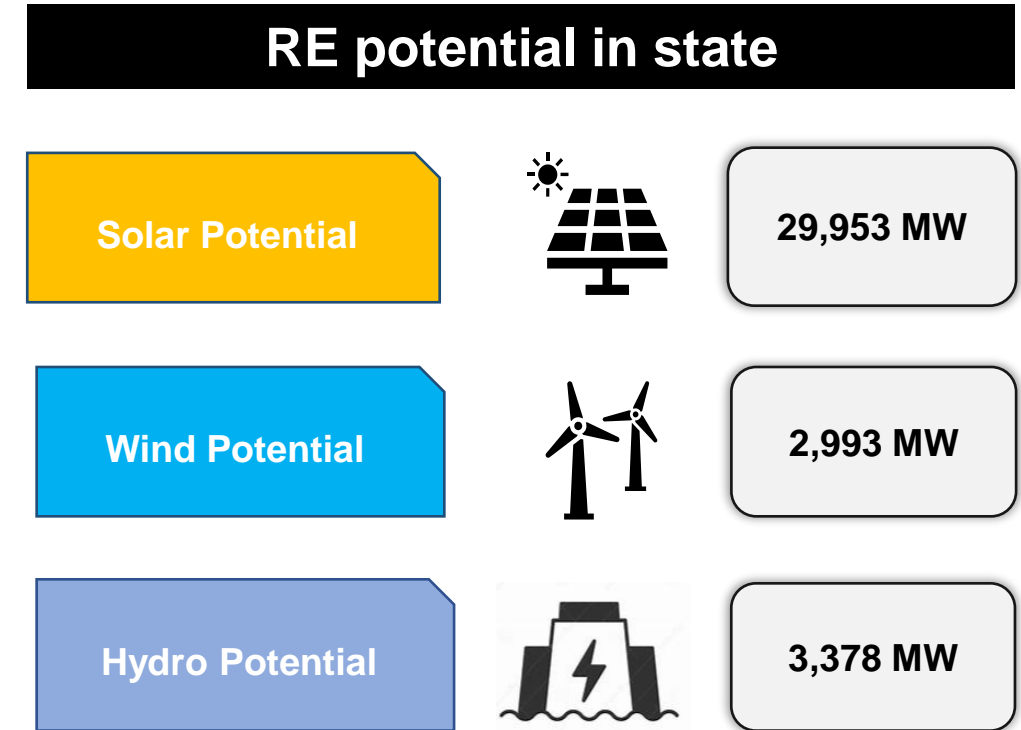 RE potential in state
Solar Potential
29,953 MW
Wind Potential
2,993 MW
Hydro Potential
3,378 MW